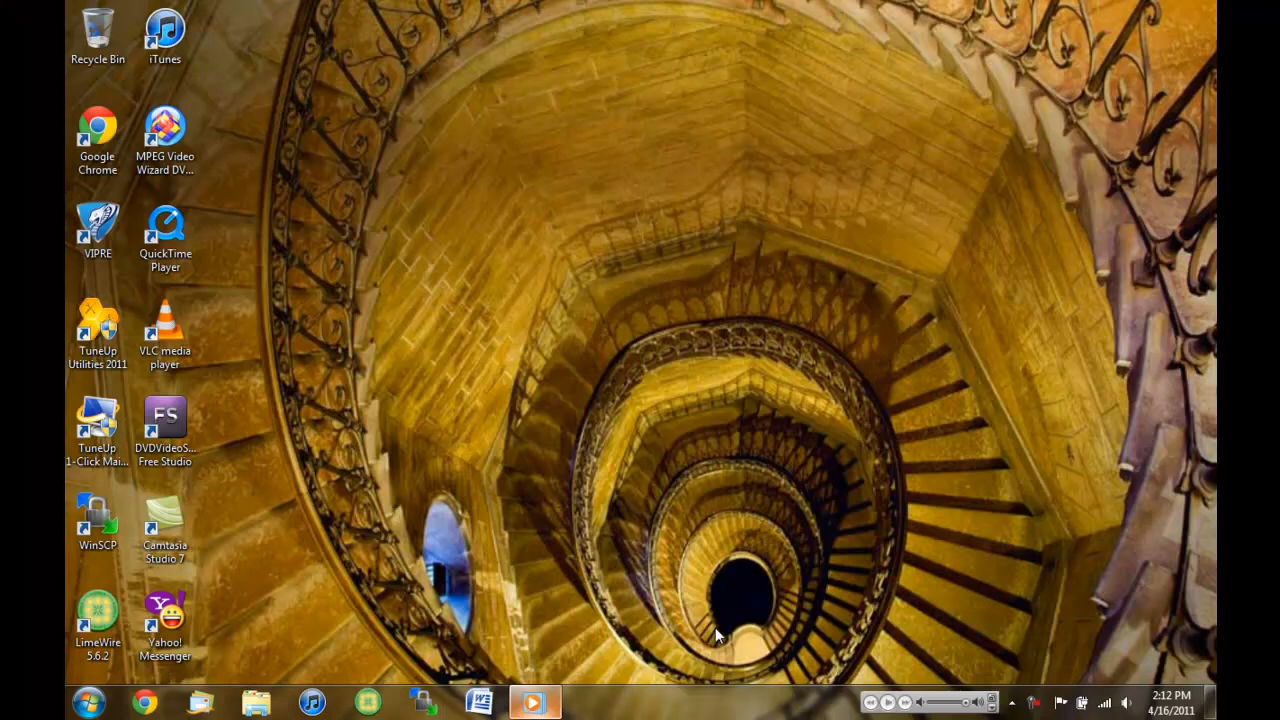 Recycle Bin
iTunes
Google
Chrome
MPEG Video
Wizard DV...
VIPRE
QuickTime
Player
TuneUp
Utilities 2011
VLC media
player
TuneUp
1-Click Mai...
FS
DVDVideoS...
Free Studio
WinSCP
Camtasia
Studio 7
LimeWire
5.6.2
Yahoo!
Messenger
2:12 PM
4/16/2011